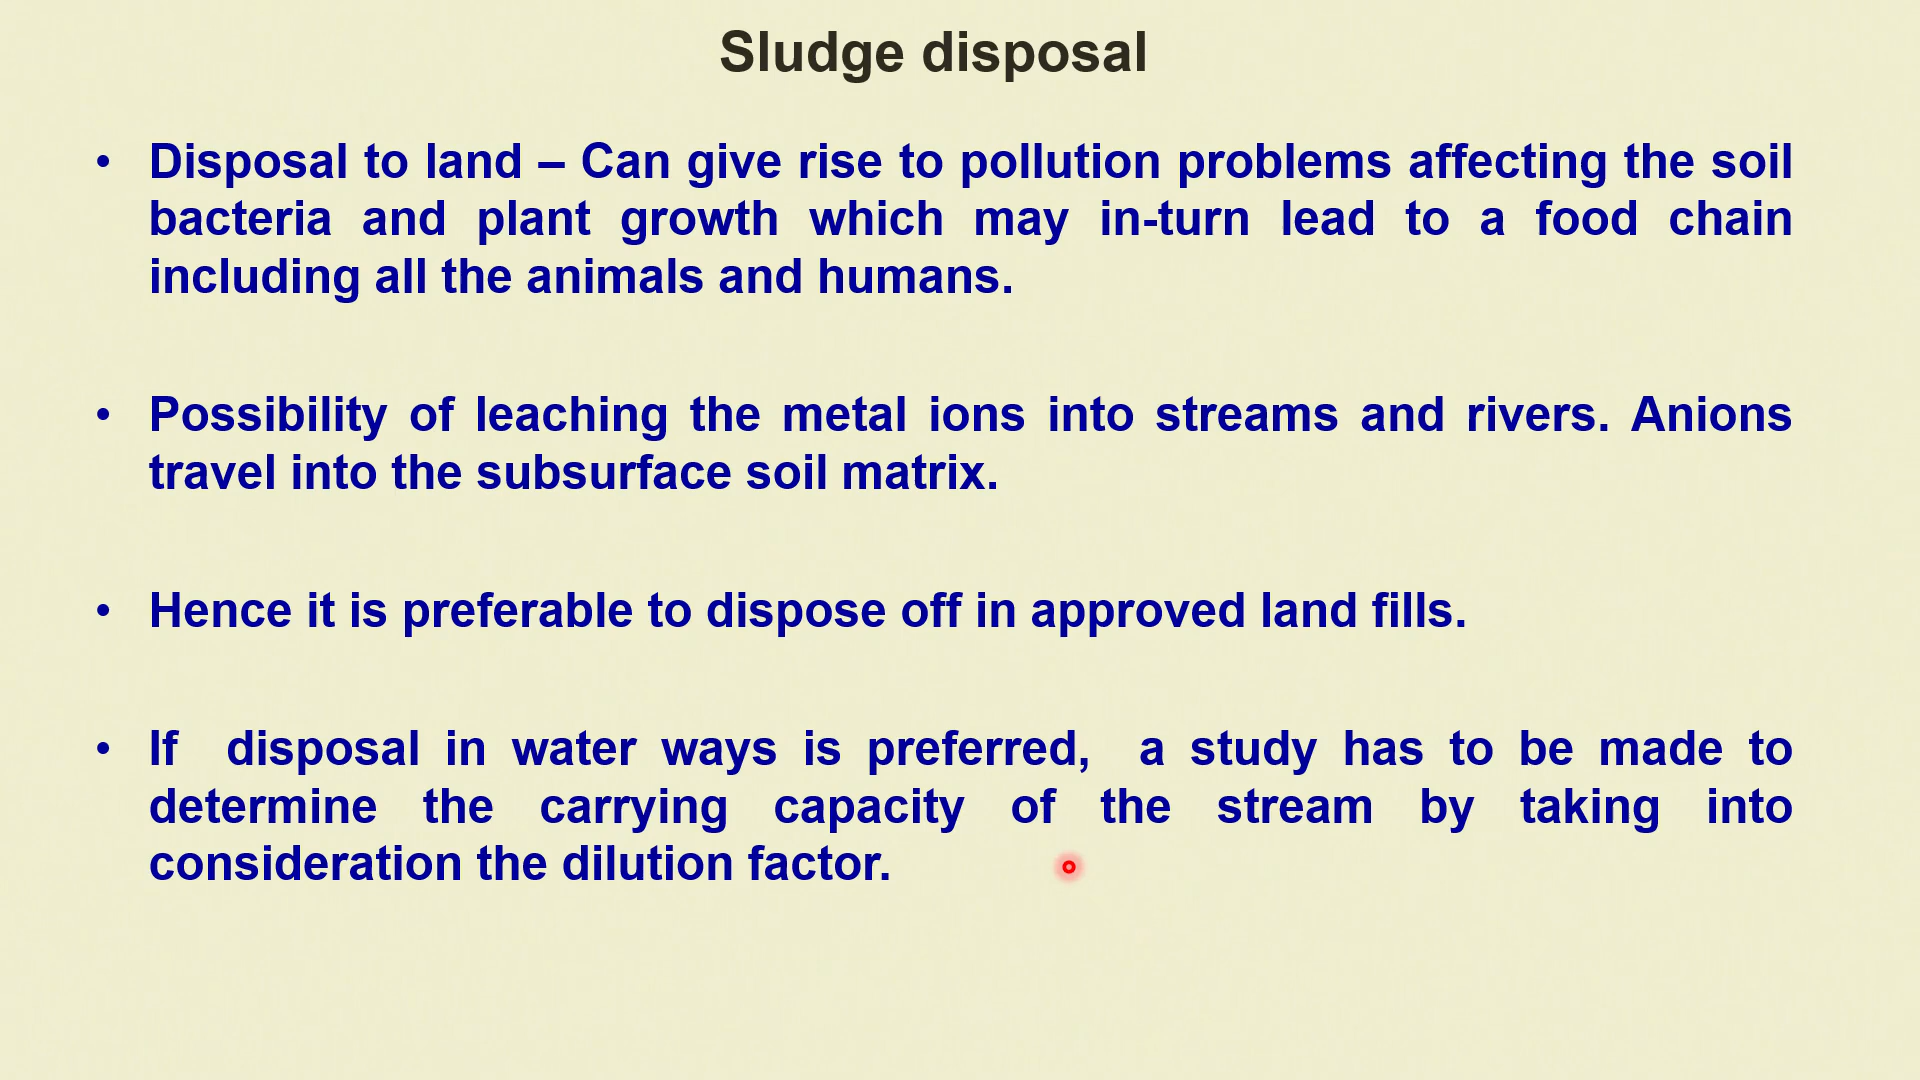 Sludge disposal
• Disposal to land – Can give rise to pollution problems affecting the soil
bacteria and plant growth which may in-turn lead to a food chain
including all the animals and humans.
• Possibility of leaching the metal ions into streams and rivers. Anions
travel into the subsurface soil matrix.
• Hence it is preferable to dispose off in approved land fills.
• If disposal in water ways is preferred, a study has to be made to
determine the carrying capacity of the stream by taking into
consideration the dilution factor.